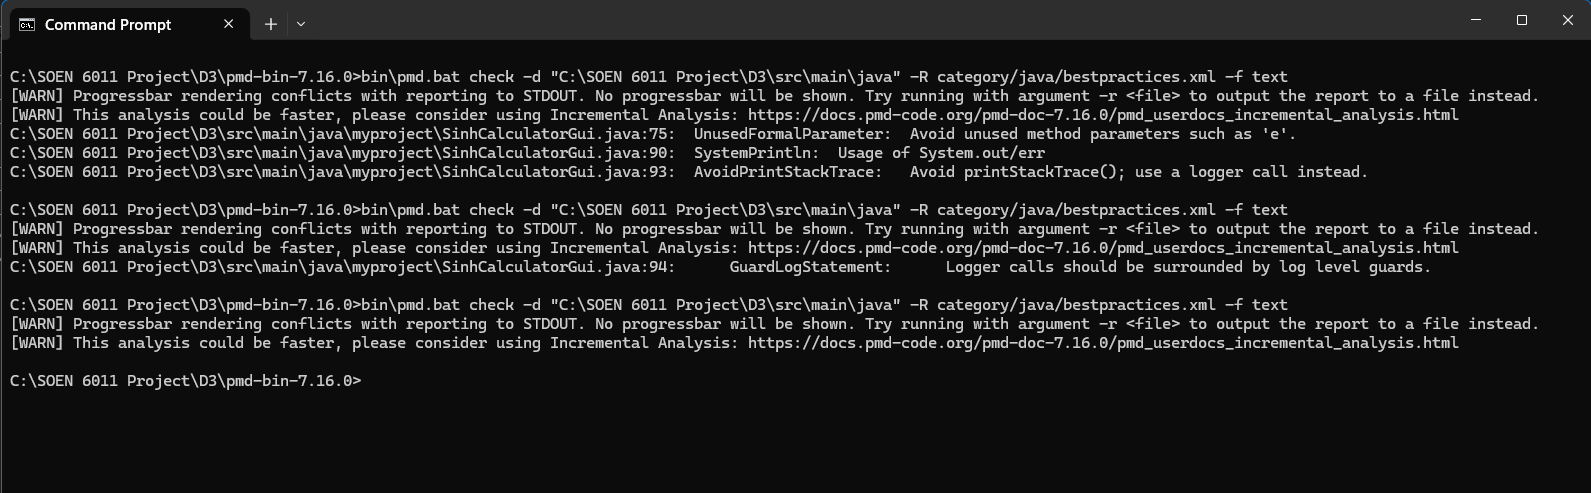 Command Prompt
C:\SOEN 6011 Project\D3\pmd-bin-7.16.0>bin\pmd.bat check -d "C:\SOEN 6011 Project\D3\src\main\java" -R category/java/bestpractices.xml -f text
[WARN] Progressbar rendering conflicts with reporting to STDOUT. No progressbar will be shown. Try running with argument -r <file> to output the report to a file instead.
[WARN] This analysis could be faster, please consider using Incremental Analysis: https://docs.pmd-code.org/pmd-doc-7.16.0/pmd_userdocs_incremental_analysis.html
C:\SOEN 6011 Project\D3\src\main\java\myproject\SinhCalculatorGui.java:75:  UnusedFormalParameter:  Avoid unused method parameters such as 'e'.
C:\SOEN 6011 Project\D3\src\main\java\myproject\SinhCalculatorGui.java:90:  SystemPrintln:  Usage of System.out/err
C:\SOEN 6011 Project\D3\src\main\java\myproject\SinhCalculatorGui.java:93:  AvoidPrintStackTrace:   Avoid printStackTrace(); use a logger call instead.
C:\SOEN 6011 Project\D3\pmd-bin-7.16.0>bin\pmd.bat check -d "C:\SOEN 6011 Project\D3\src\main\java" -R category/java/bestpractices.xml -f text
[WARN] Progressbar rendering conflicts with reporting to STDOUT. No progressbar will be shown. Try running with argument -r <file> to output the report to a file instead.
[WARN] This analysis could be faster, please consider using Incremental Analysis: https://docs.pmd-code.org/pmd-doc-7.16.0/pmd_userdocs_incremental_analysis.html
C:\SOEN 6011 Project\D3\src\main\java\myproject\SinhCalculatorGui.java:94:      GuardLogStatement:      Logger calls should be surrounded by log level guards.
C:\SOEN 6011 Project\D3\pmd-bin-7.16.0>bin\pmd.bat check -d "C:\SOEN 6011 Project\D3\src\main\java" -R category/java/bestpractices.xml -f text
[WARN] Progressbar rendering conflicts with reporting to STDOUT. No progressbar will be shown. Try running with argument -r <file> to output the report to a file instead.
[WARN] This analysis could be faster, please consider using Incremental Analysis: https://docs.pmd-code.org/pmd-doc-7.16.0/pmd_userdocs_incremental_analysis.html
C:\SOEN 6011 Project\D3\pmd-bin-7.16.0>